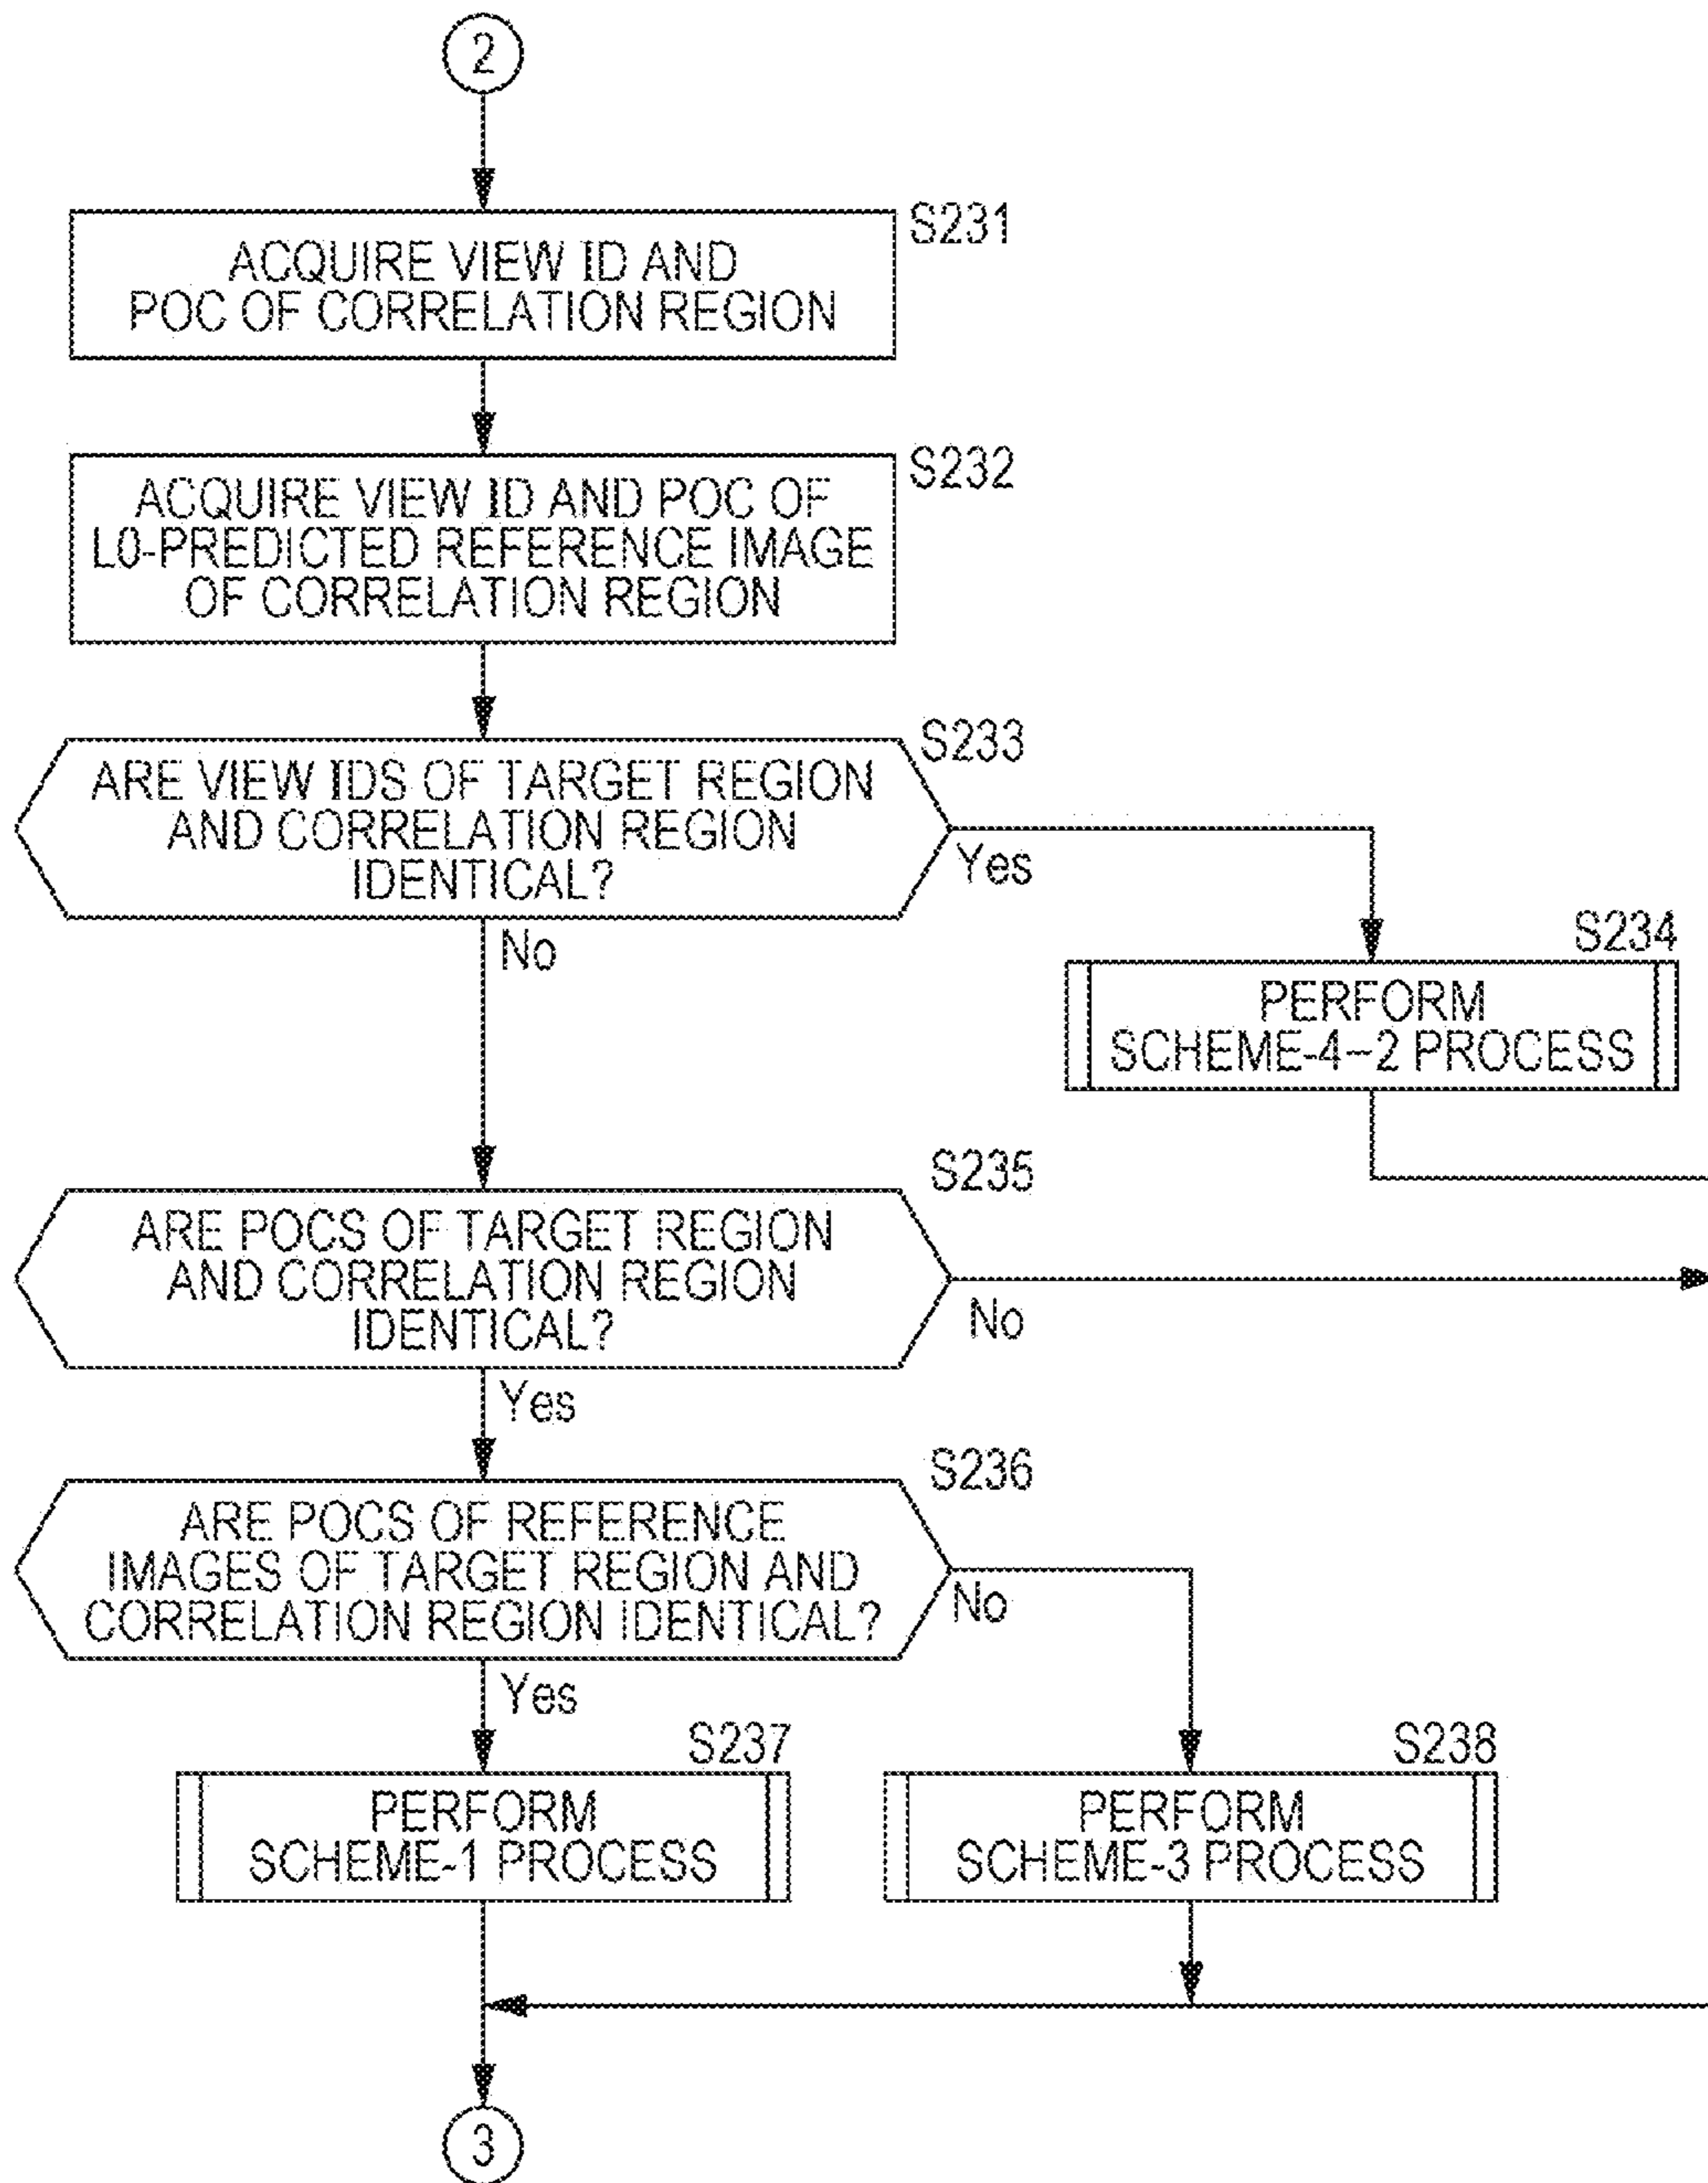 2
S231
ACQUIRE VIEW ID AND
POC OF CORRELATION REGION
S232
ACQUIRE VIEW ID AND POC OF
L0-PREDICTED REFERENCE IMAGE
OF CORRELATION REGION
S233
ARE VIEW IDS OF TARGET REGION
AND CORRELATION REGION
IDENTICAL?
Yes
No
S234
PERFORM
SCHEME-4-2 PROCESS
S235
ARE POCS OF TARGET REGION
AND CORRELATION REGION
IDENTICAL?
No
Yes
S236
ARE POCS OF REFERENCE
IMAGES OF TARGET REGION AND
CORRELATION REGION IDENTICAL?
No
Yes
S237
PERFORM
SCHEME-1 PROCESS
S238
PERFORM
SCHEME-3 PROCESS
3